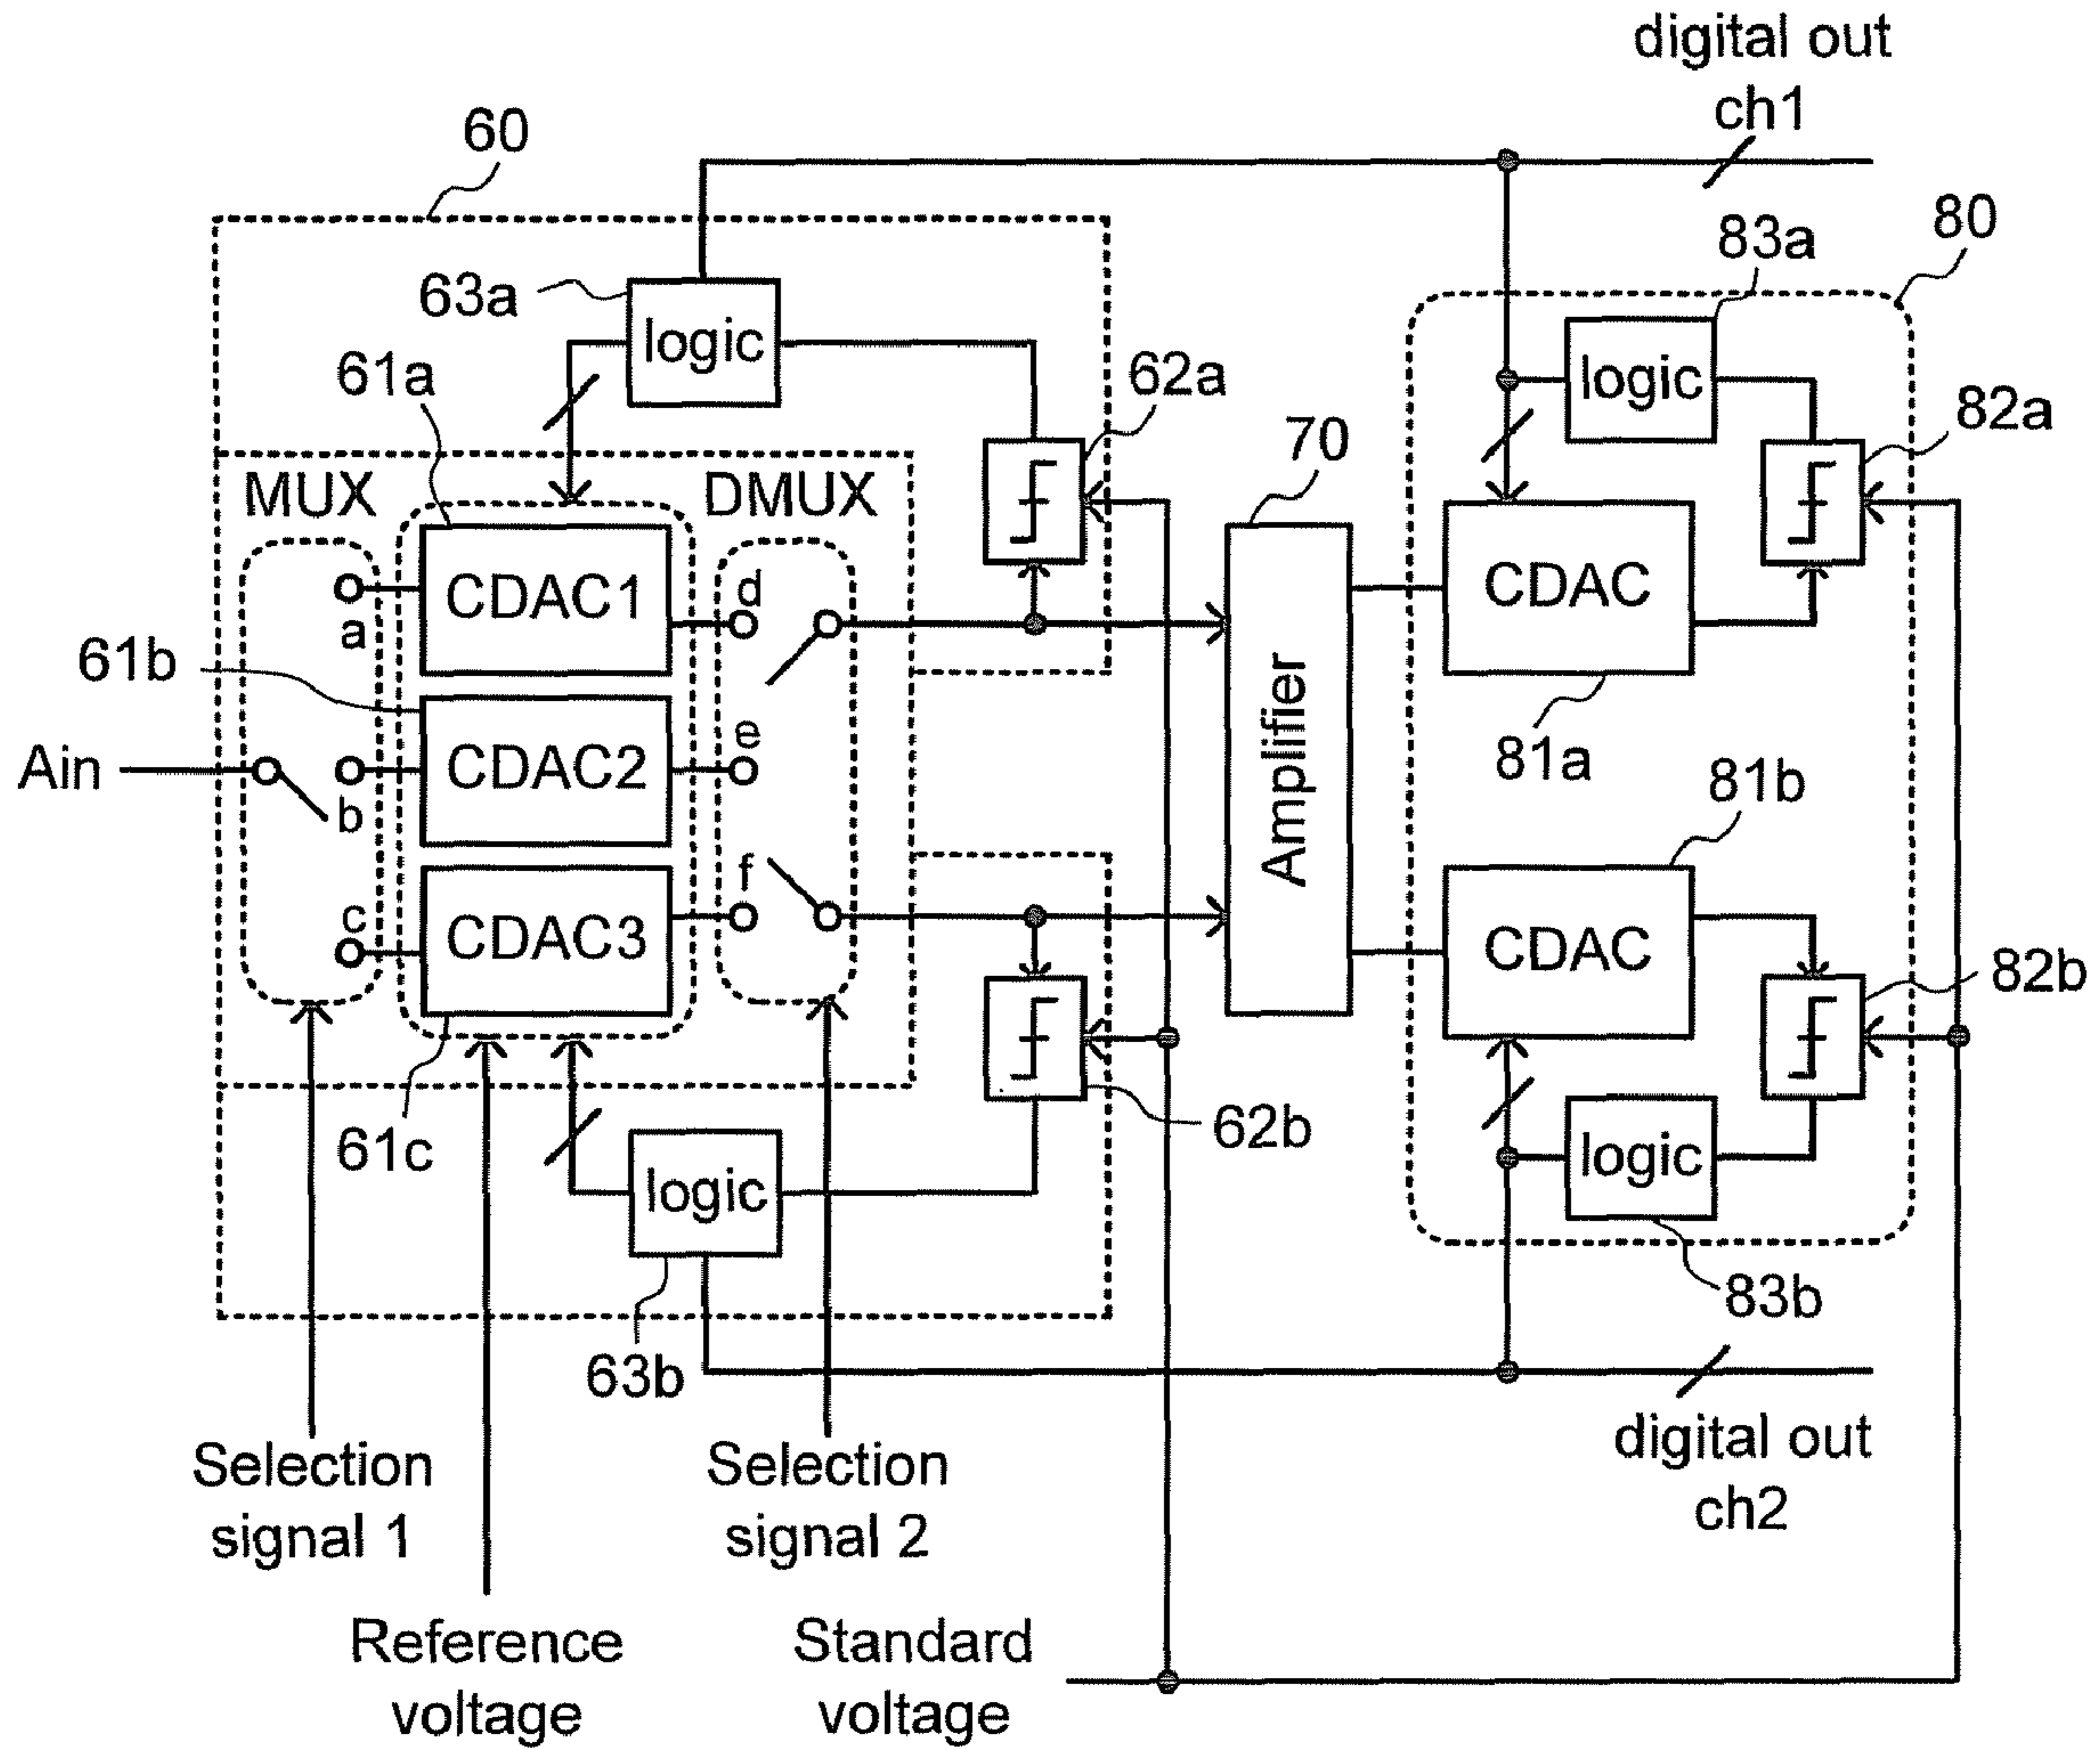 digital out
ch1
60
80
83a
63a
logic
logic
61a
62a
82a
70
MUX
DMUX
CDAC1
d
CDAC
a
61b
e
81a
Ain
CDAC2
b
Amplifier
81b
f
c
CDAC3
CDAC
82b
61c
62b
logic
logic
83b
63b
digital out
ch2
Selection
signal 1
Selection
signal 2
Reference
voltage
Standard
voltage